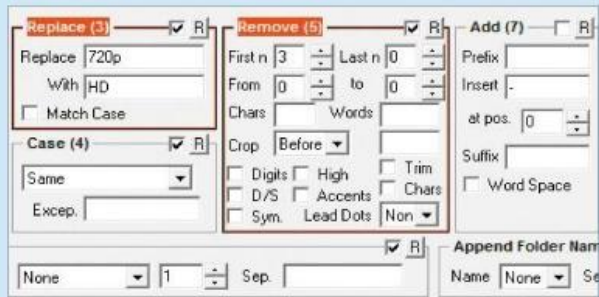 Replace (3)
R
Replace 720p
With HD
Match Case
Case (4)
R
Same
Excep.
Remove (5)
R
First n 3 Last n 0
From 0 to 0
Chars Words
Crop Before
Digits High Trim
D/S Accents Chars
Sym. Lead Dots Non
Add (7)
R
Prefix
Insert -
at pos. 0
Suffix
Word Space
R
None 1 Sep.
Append Folder Nam
Name None Se